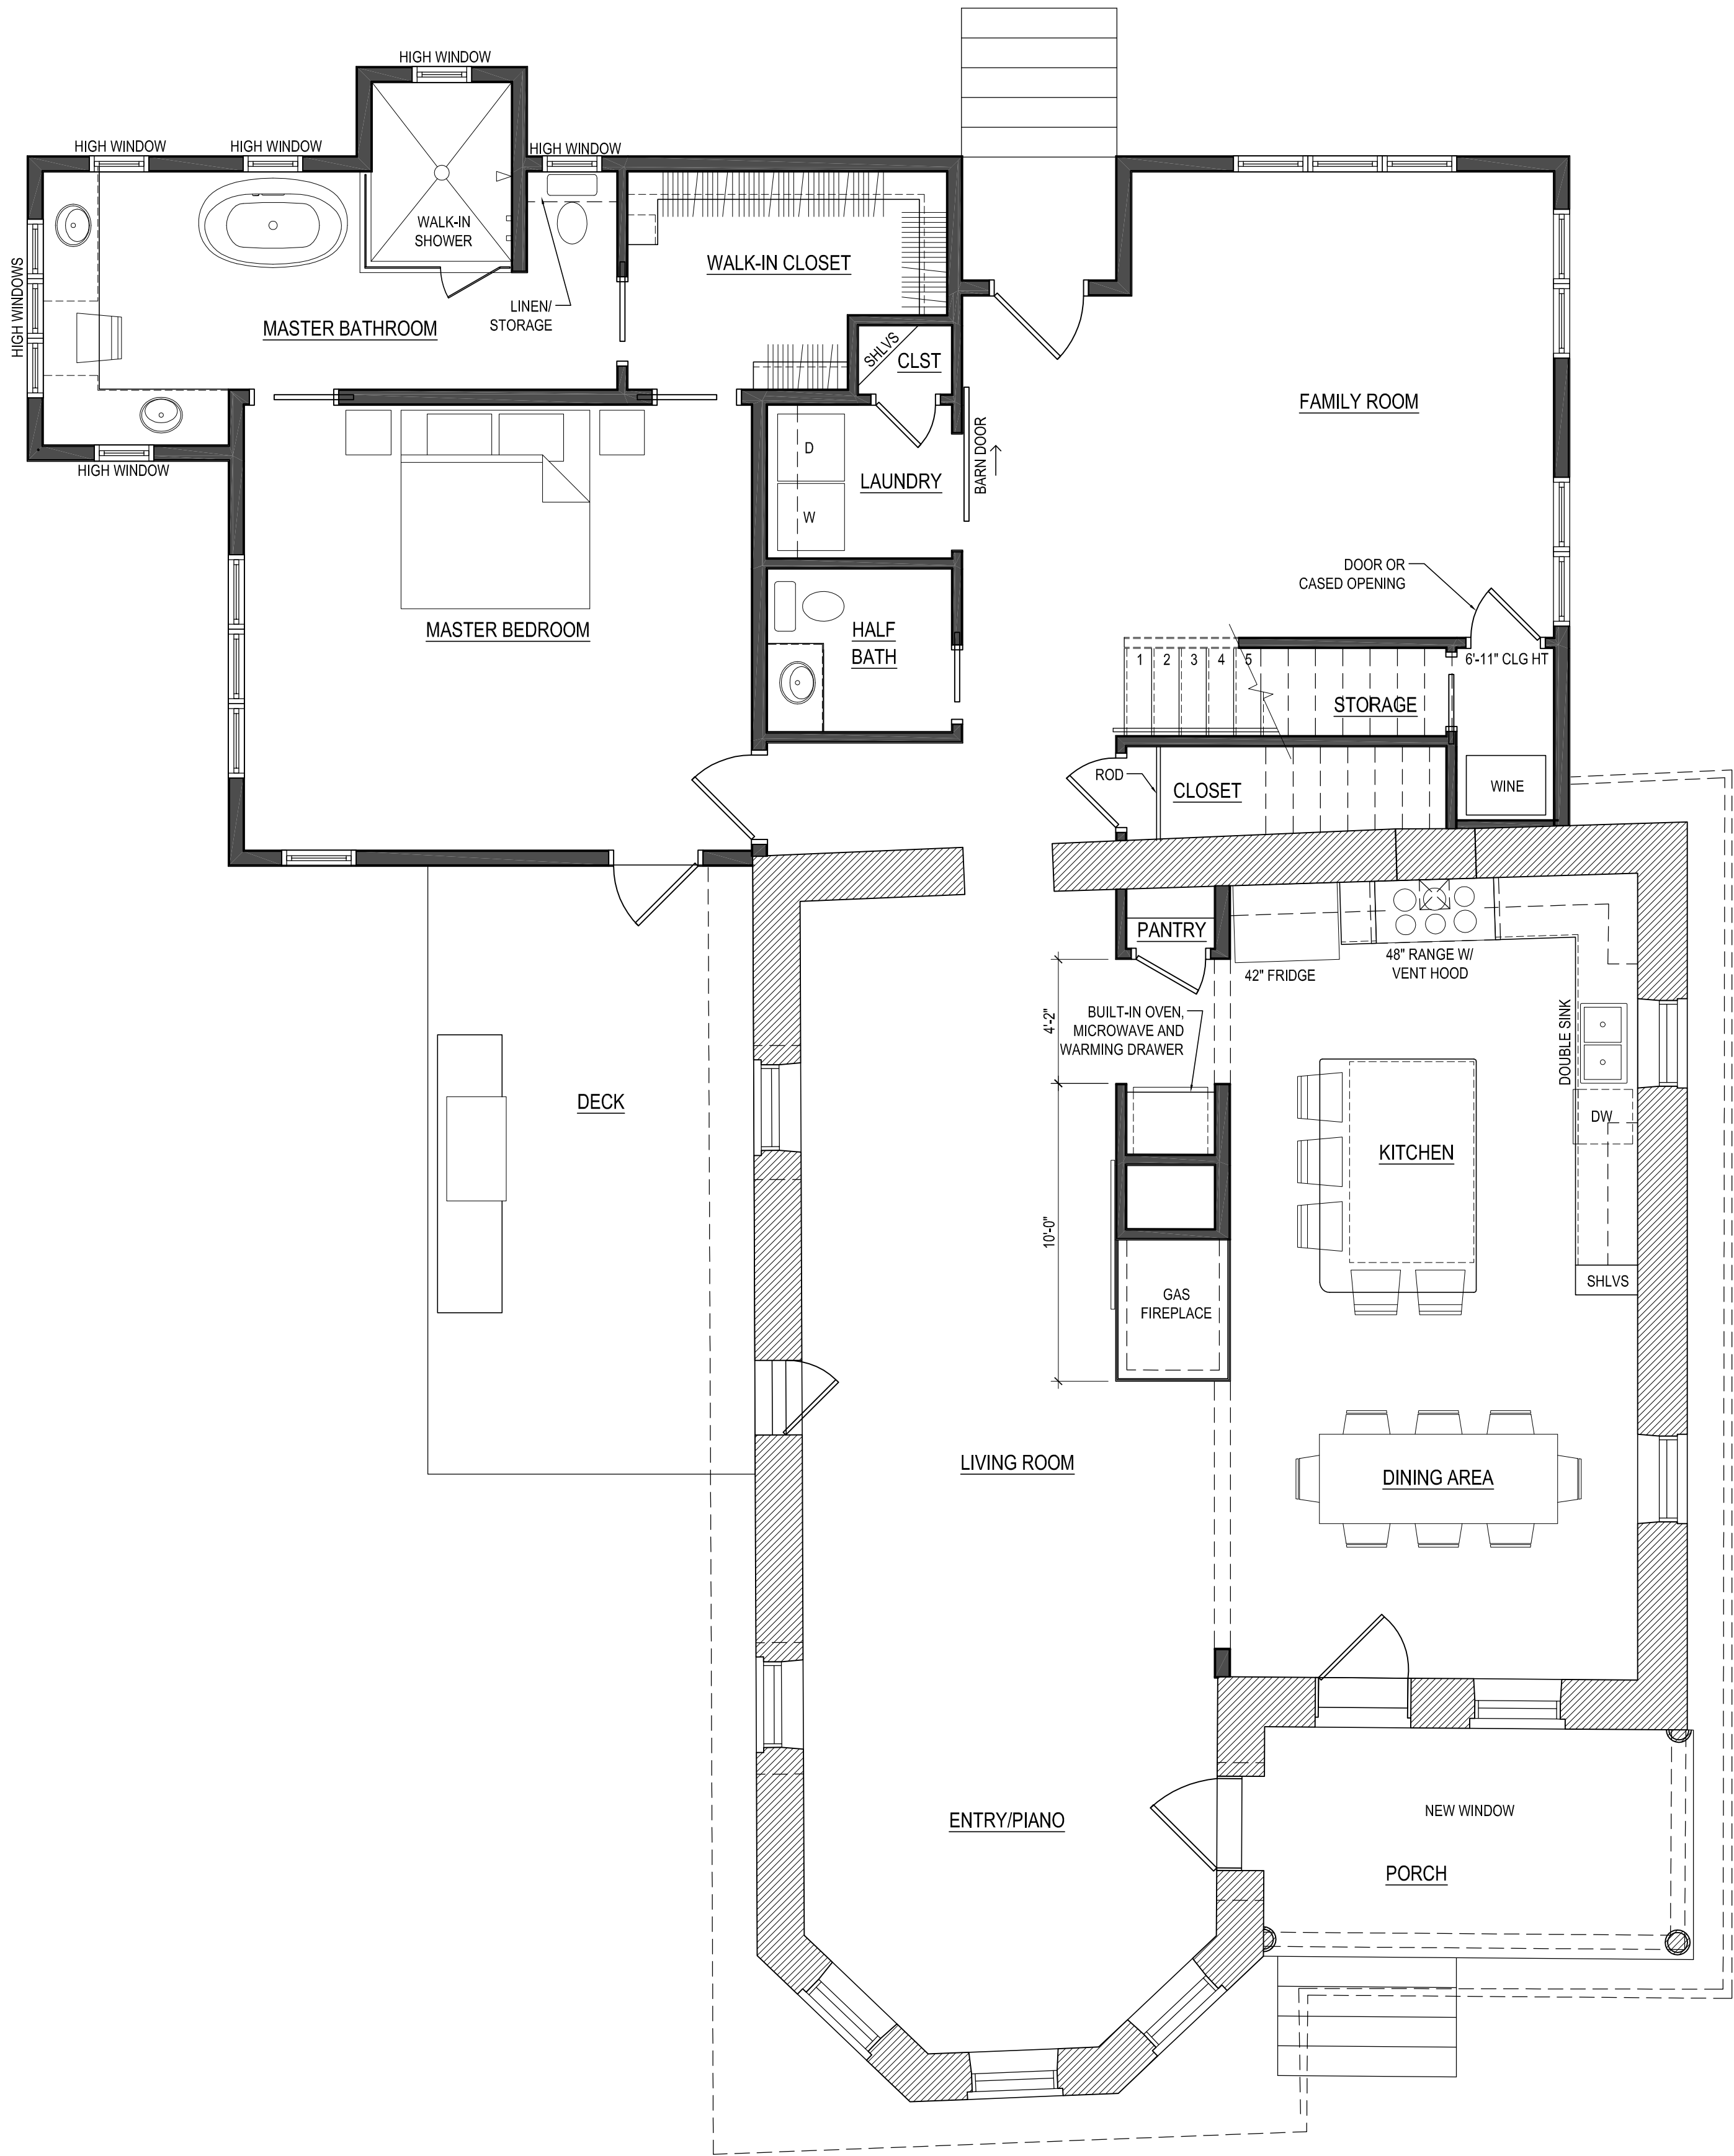 HIGH WINDOW
HIGH WINDOW
HIGH WINDOW
HIGH WINDOW
WALK-IN
SHOWER
WALK-IN CLOSET
HIGH WINDOWS
LINEN/
STORAGE
MASTER BATHROOM
SHLVS
CLST
FAMILY ROOM
HIGH WINDOW
D
W
LAUNDRY
BARN DOOR
DOOR OR
CASED OPENING
MASTER BEDROOM
HALF
BATH
1 2 3 4 5
6'-11" CLG HT
STORAGE
ROD
CLOSET
WINE
PANTRY
42" FRIDGE
48" RANGE W/
VENT HOOD
4'-2"
BUILT-IN OVEN,
MICROWAVE AND
WARMING DRAWER
DOUBLE SINK
DECK
DW
KITCHEN
10'-0"
GAS
FIREPLACE
SHLVS
LIVING ROOM
DINING AREA
ENTRY/PIANO
NEW WINDOW
PORCH